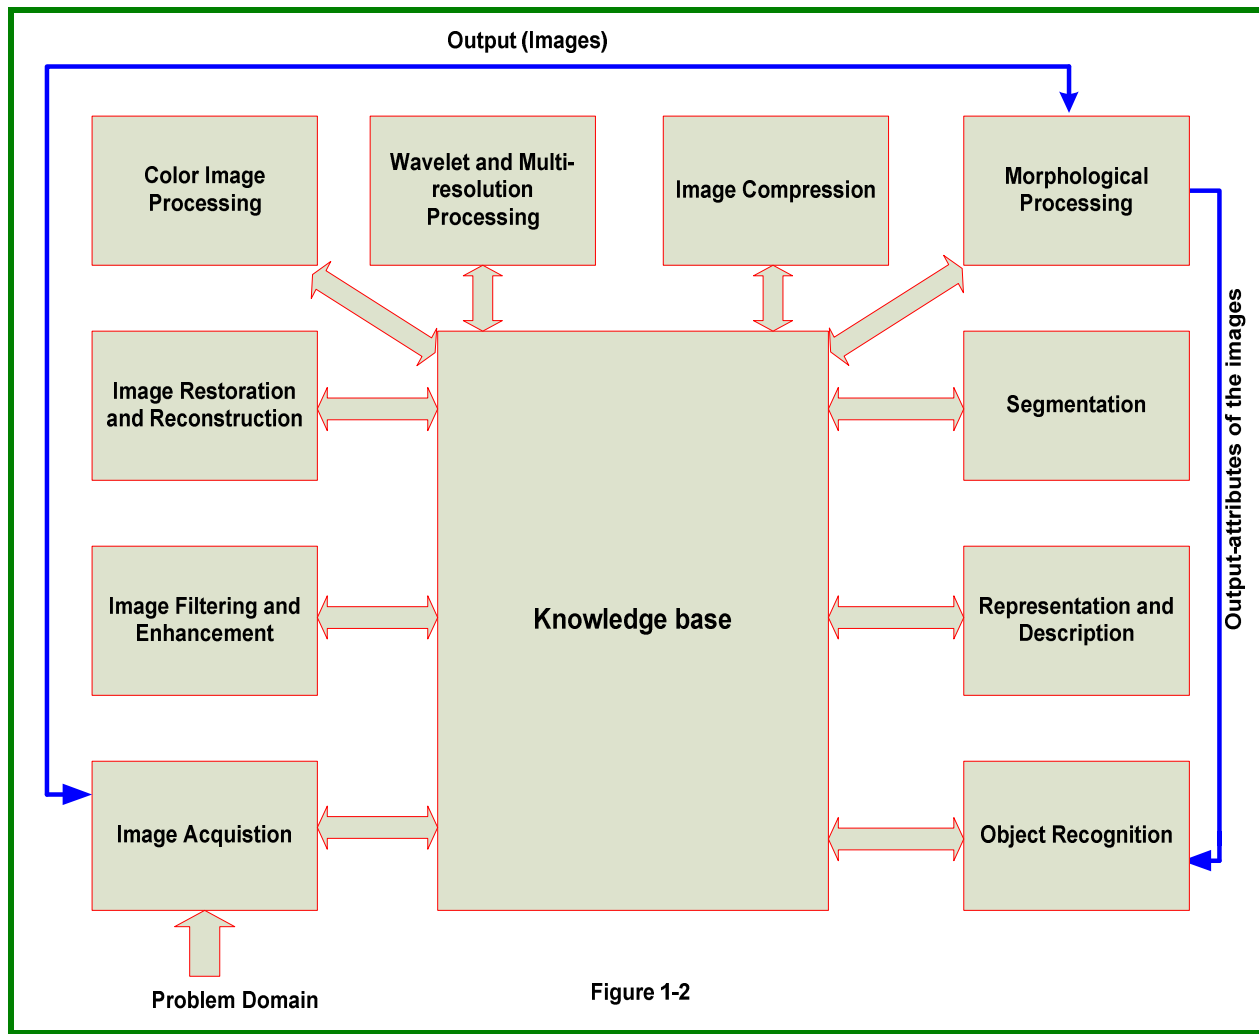 Output (Images)
Color Image
Processing
Wavelet and Multi-
resolution
Processing
Image Compression
Morphological
Processing
Image Restoration
and Reconstruction
Segmentation
Output-attributes of the images
Image Filtering and
Enhancement
Knowledge base
Representation and
Description
Image Acquistion
Object Recognition
Problem Domain
Figure 1-2